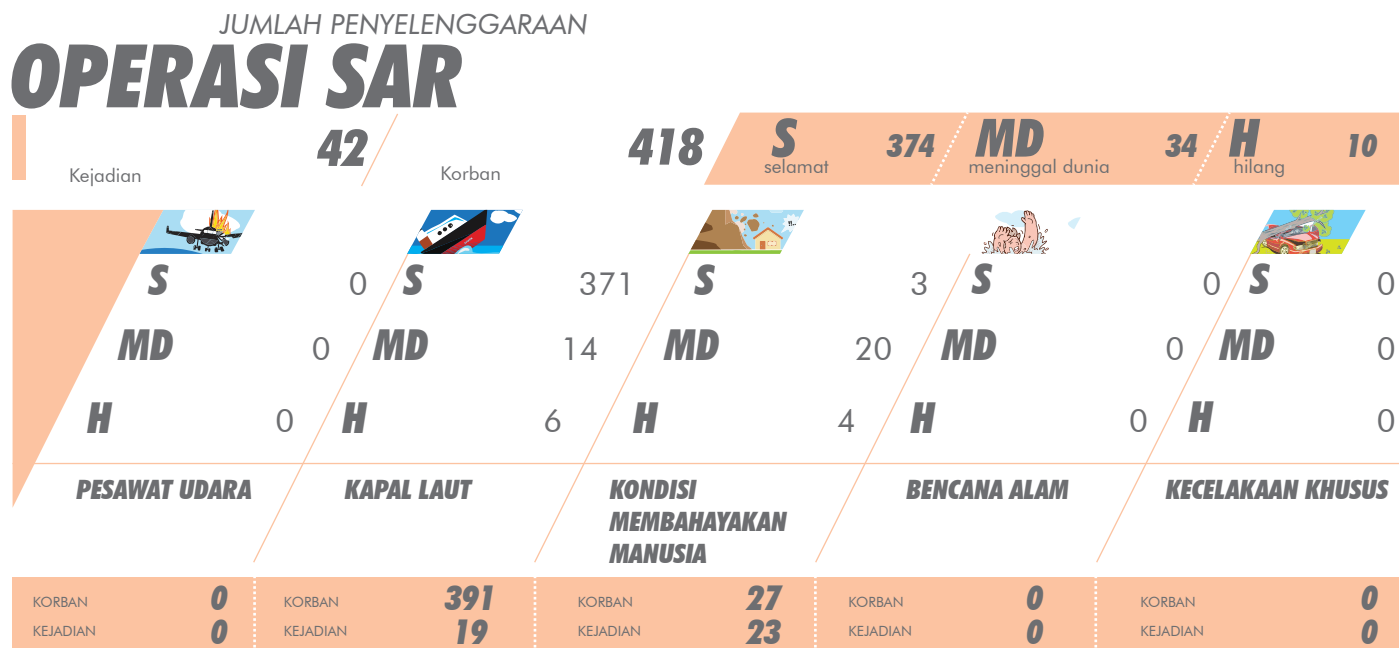 JUMLAH PENYELENGGARAAN
OPERASI SAR
Kejadian 42 Korban 418 S selamat 374 MD meninggal dunia 34 H hilang 10
S 0 S 371 S 3 S 0 S 0
MD 0 MD 14 MD 20 MD 0 MD 0
H 0 H 6 H 4 H 0 H 0
PESAWAT UDARA KAPAL LAUT KONDISI BENCANA ALAM KECELAKAAN KHUSUS
MEMBAHAYAKAN
MANUSIA
KORBAN 0 KORBAN 391 KORBAN 27 KORBAN 0 KORBAN 0
KEJADIAN 0 KEJADIAN 19 KEJADIAN 23 KEJADIAN 0 KEJADIAN 0